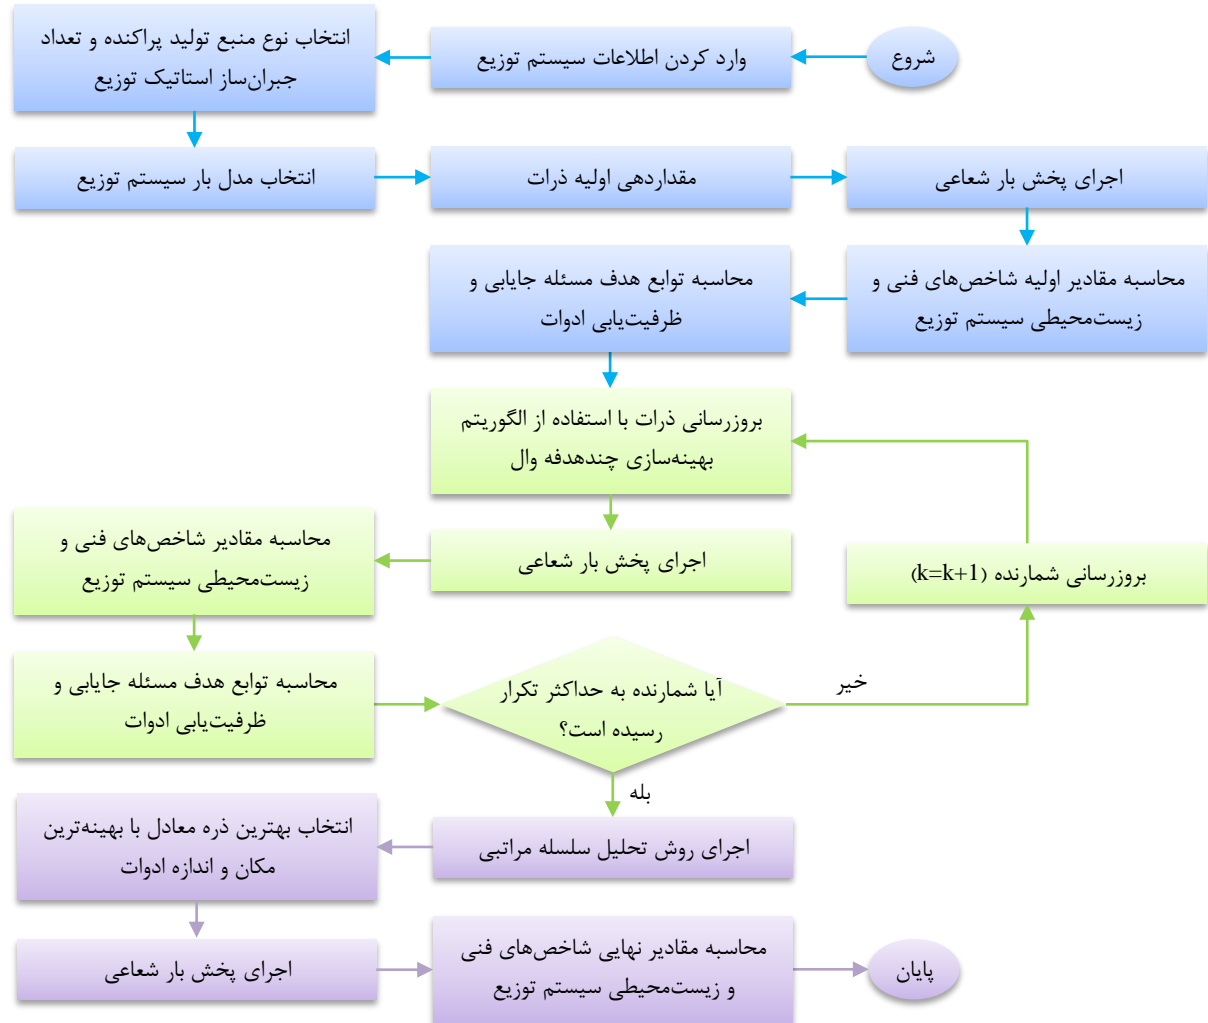 شروع
وارد کردن اطلاعات سیستم توزیع
انتخاب نوع منبع تولید پراکنده و تعداد
جبران‌ساز استاتیک توزیع
انتخاب مدل بار سیستم توزیع
مقداردهی اولیه ذرات
اجرای پخش بار شعاعی
محاسبه مقادیر اولیه شاخص‌های فنی و
زیست‌محیطی سیستم توزیع
محاسبه توابع هدف مسئله جایابی و
ظرفیت‌یابی ادوات
بروزرسانی ذرات با استفاده از الگوریتم
بهینه‌سازی چندهدفه وال
اجرای پخش بار شعاعی
محاسبه مقادیر شاخص‌های فنی و
زیست‌محیطی سیستم توزیع
محاسبه توابع هدف مسئله جایابی و
ظرفیت‌یابی ادوات
آیا شمارنده به حداکثر تکرار
رسیده است؟
خیر
بروزرسانی شمارنده (k=k+1)
بله
اجرای روش تحلیل سلسله مراتبی
انتخاب بهترین ذره معادل با بهینه‌ترین
مکان و اندازه ادوات
اجرای پخش بار شعاعی
محاسبه مقادیر نهایی شاخص‌های فنی
و زیست‌محیطی سیستم توزیع
پایان